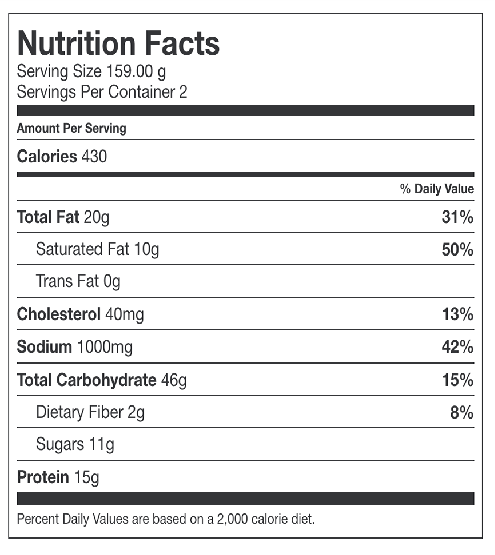 Nutrition Facts
Serving Size 159.00 g
Servings Per Container 2
Amount Per Serving
Calories 430
% Daily Value
Total Fat 20g 31%
Saturated Fat 10g 50%
Trans Fat 0g
Cholesterol 40mg 13%
Sodium 1000mg 42%
Total Carbohydrate 46g 15%
Dietary Fiber 2g 8%
Sugars 11g
Protein 15g
Percent Daily Values are based on a 2,000 calorie diet.